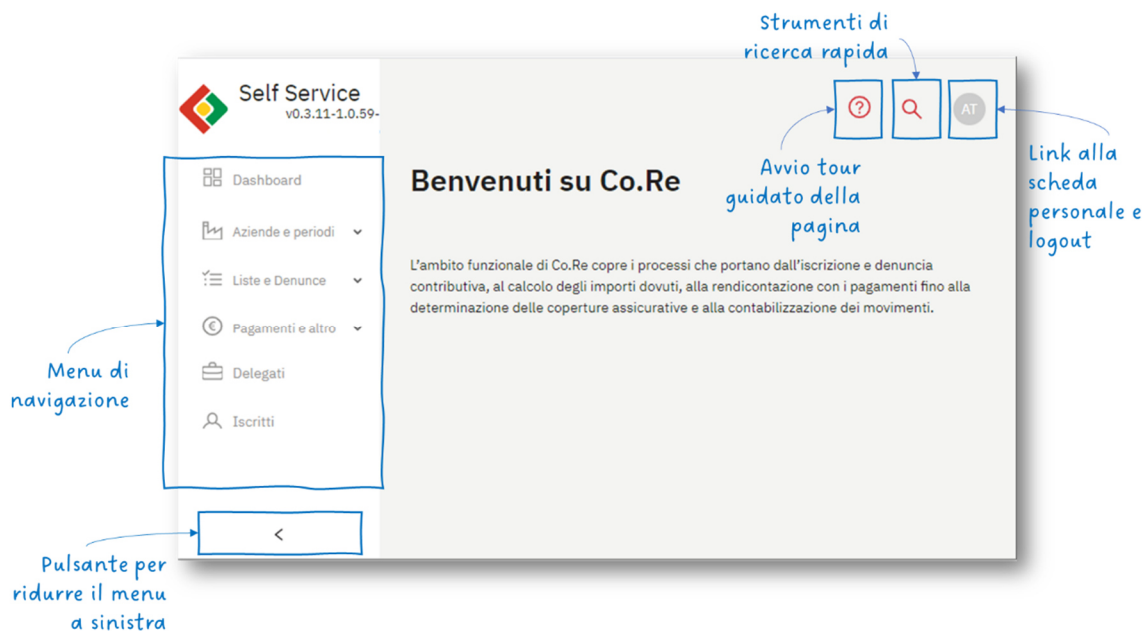 Strumenti di
ricerca rapida
Self Service
v0.3.11-1.0.59-
AT
Avvio tour
guidato della
pagina
Link alla
scheda
personale e
logout
Dashboard
Aziende e periodi
Liste e Denunce
Pagamenti e altro
Delegati
Iscritti
Benvenuti su Co.Re
L'ambito funzionale di Co.Re copre i processi che portano dall'iscrizione e denuncia
contributiva, al calcolo degli importi dovuti, alla rendicontazione con i pagamenti fino alla
determinazione delle coperture assicurative e alla contabilizzazione dei movimenti.
Menu di
navigazione
<
Pulsante per
ridurre il menu
a sinistra